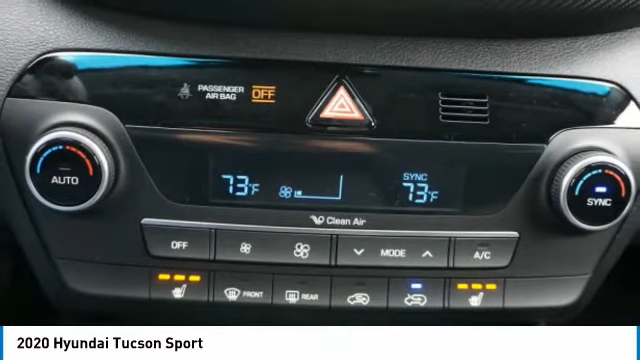 PASSENGER
AIR BAG OFF
73°F
SYNC
73°F
AUTO
SYNC
Clean Air
OFF
MODE
A/C
FRONT
REAR
2020 Hyundai Tucson Sport